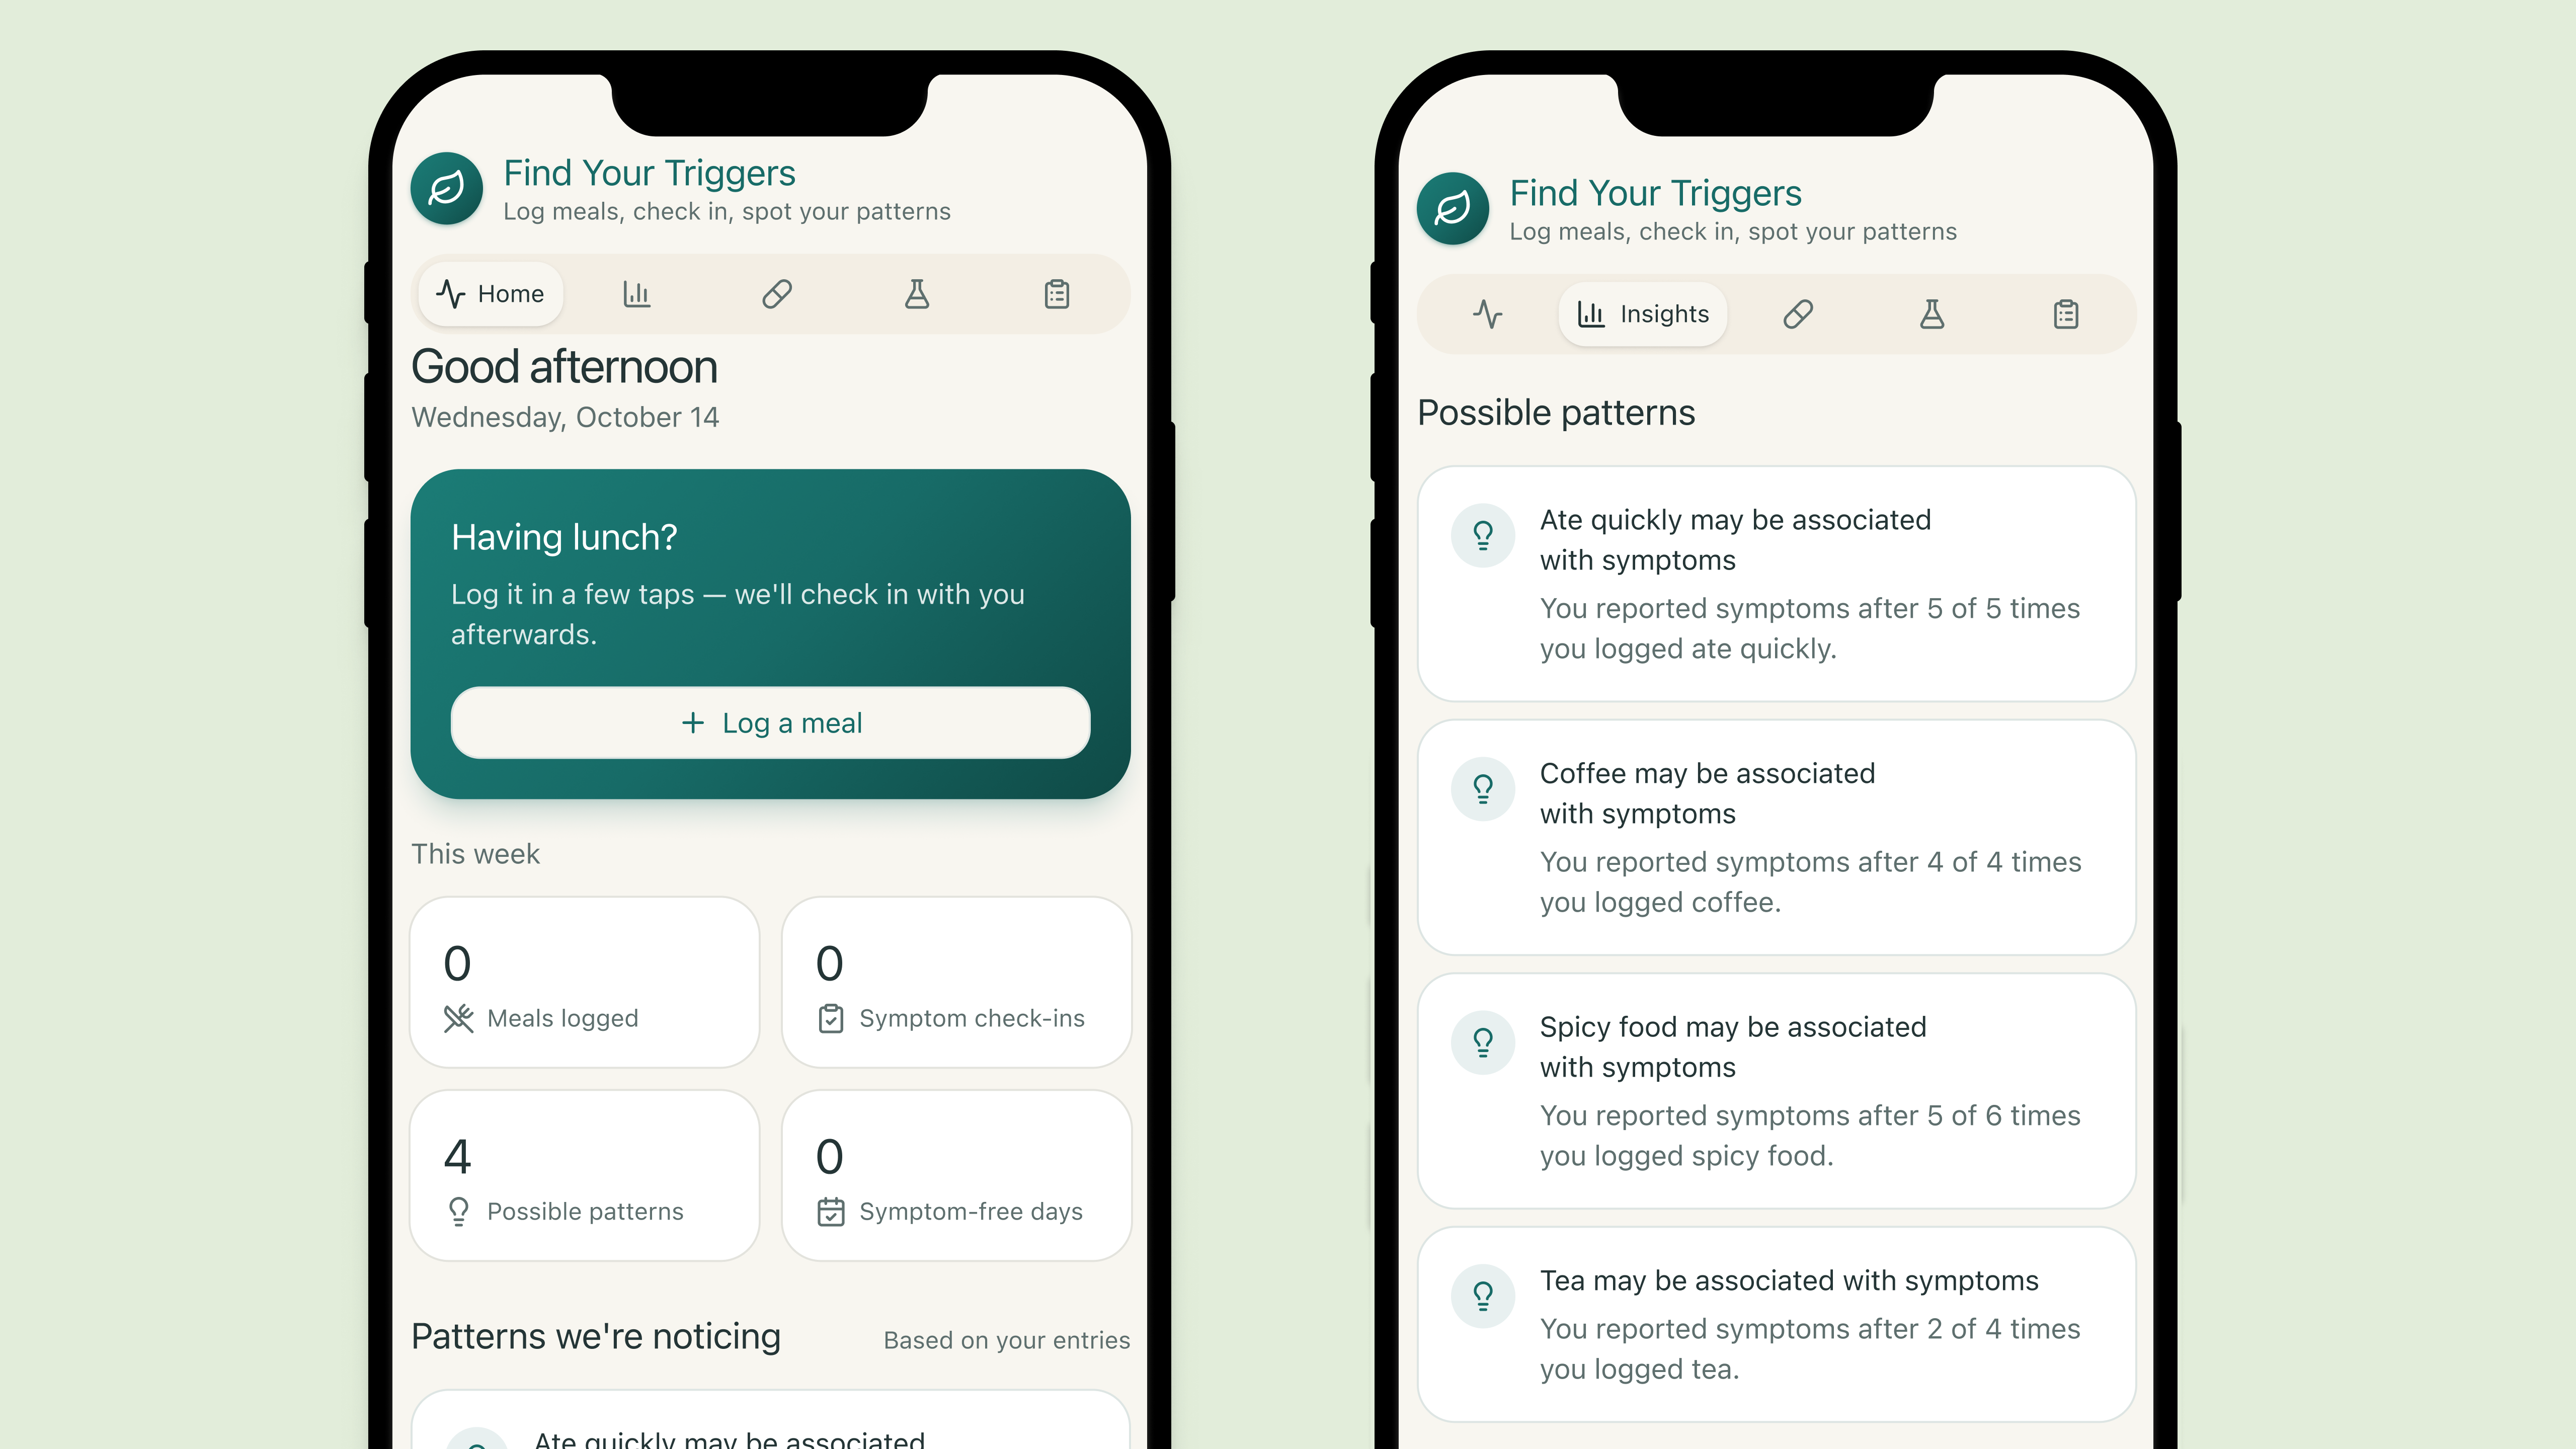 Find Your Triggers
Log meals, check in, spot your patterns
Home
Good afternoon
Wednesday, October 14
Having lunch?
Log it in a few taps — we'll check in with you
afterwards.
Log a meal
This week
0
Meals logged
0
Symptom check-ins
4
Possible patterns
0
Symptom-free days
Patterns we're noticing
Based on your entries
Ate quickly may be associated
Find Your Triggers
Log meals, check in, spot your patterns
Insights
Possible patterns
Ate quickly may be associated
with symptoms
You reported symptoms after 5 of 5 times
you logged ate quickly.
Coffee may be associated
with symptoms
You reported symptoms after 4 of 4 times
you logged coffee.
Spicy food may be associated
with symptoms
You reported symptoms after 5 of 6 times
you logged spicy food.
Tea may be associated with symptoms
You reported symptoms after 2 of 4 times
you logged tea.